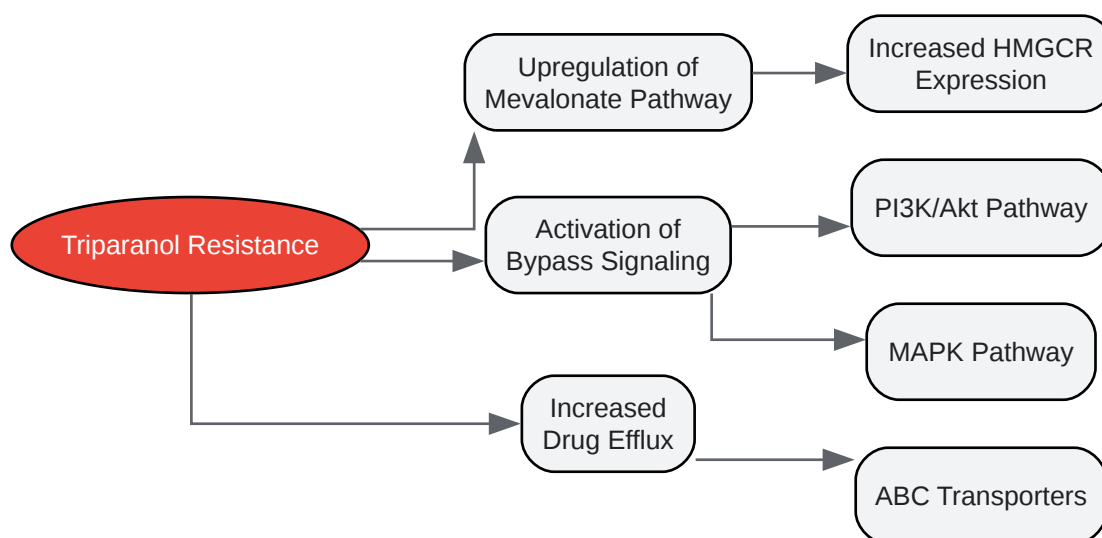 Upregulation of
Mevalonate Pathway
Increased HMGCR
Expression
Triparanol Resistance
Activation of
Bypass Signaling
PI3K/Akt Pathway
MAPK Pathway
Increased
Drug Efflux
ABC Transporters